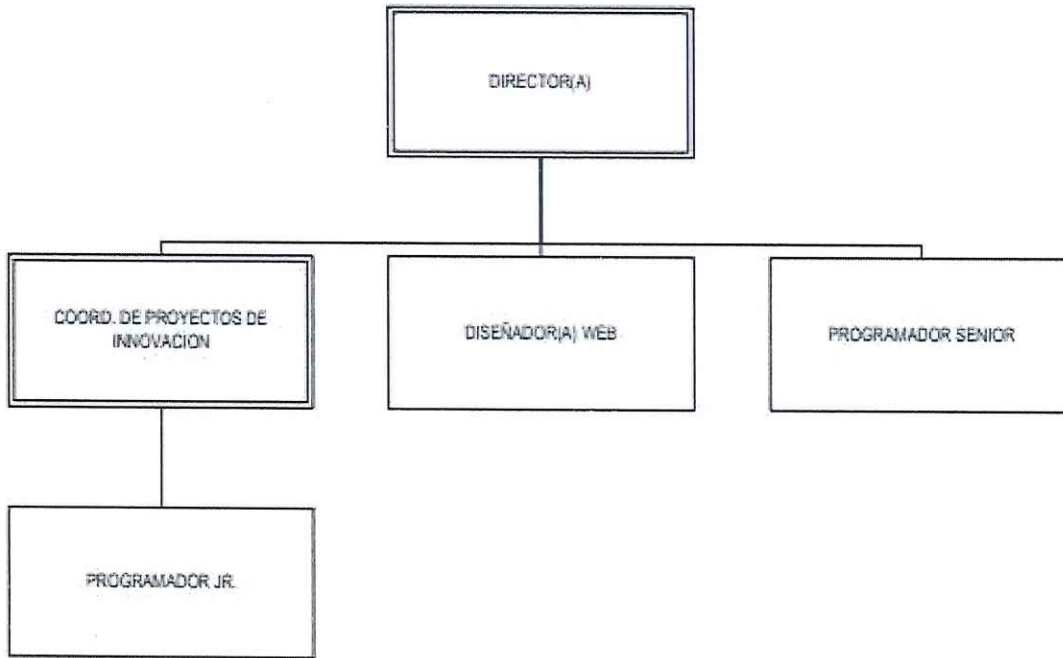 DIRECTOR(A)
COORD. DE PROYECTOS DE
INNOVACION
DISEÑADOR(A) WEB
PROGRAMADOR SENIOR
PROGRAMADOR JR.